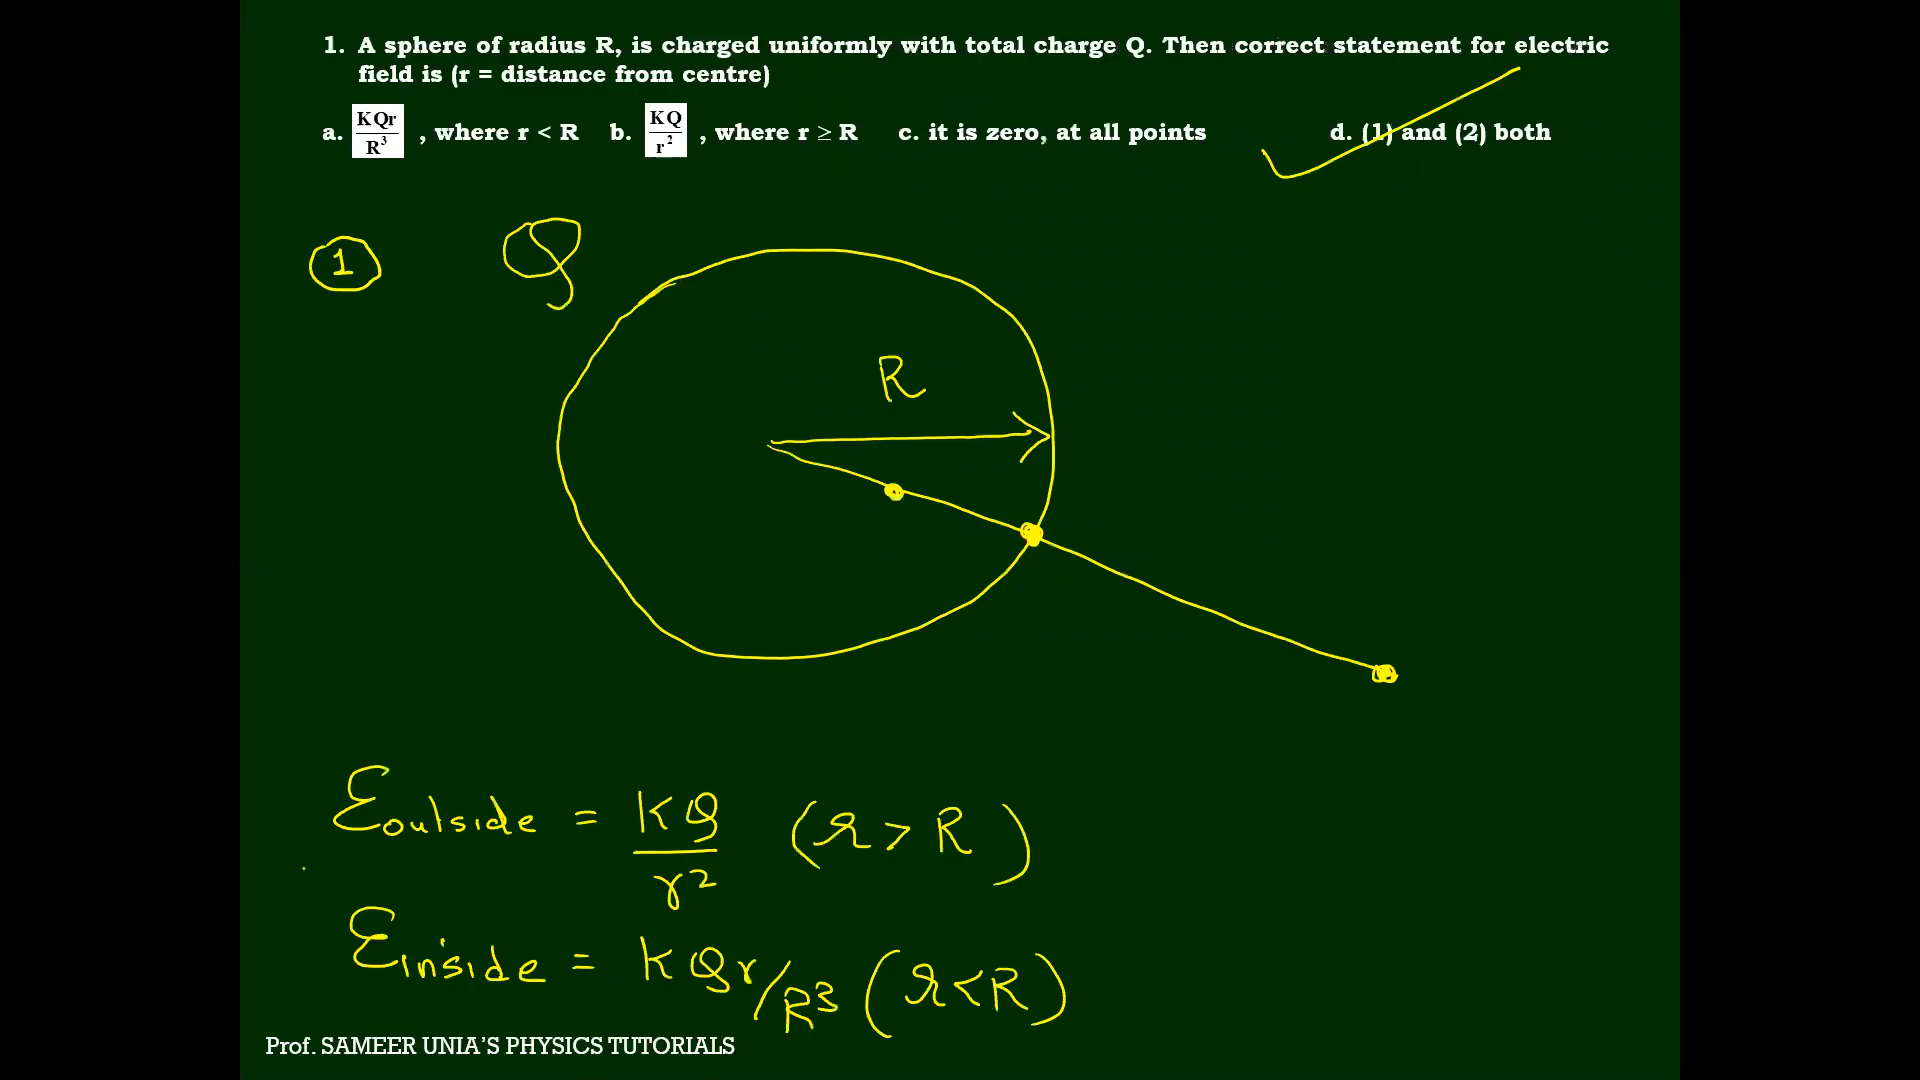 1. A sphere of radius R, is charged uniformly with total charge Q. Then correct statement for electric
field is (r = distance from centre)
a. KQr/R³ , where r < R b. KQ/r² , where r ≥ R c. it is zero, at all points d. (1) and (2) both
1 Q
R
Eoutside = KQ/r² (r > R)
Einside = KQr/R³ (r < R)
Prof. SAMEER UNIA'S PHYSICS TUTORIALS